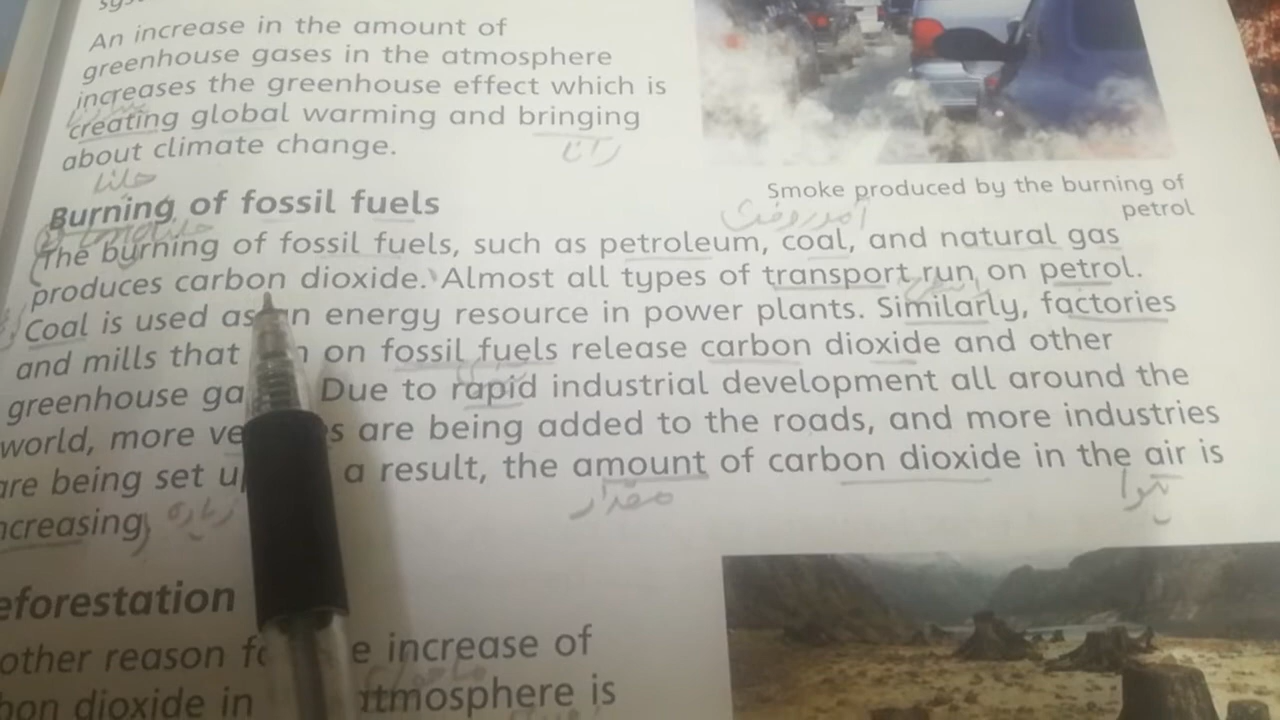 An increase in the amount of
greenhouse gases in the atmosphere
increases the greenhouse effect which is
creating global warming and bringing
about climate change.
جلنا
Smoke produced by the burning of
petrol
Burning of fossil fuels
The burning of fossil fuels, such as petroleum, coal, and natural gas
produces carbon dioxide. Almost all types of transport run on petrol.
Coal is used as an energy resource in power plants. Similarly, factories
and mills that on fossil fuels release carbon dioxide and other
greenhouse Due to rapid industrial development all around the
world, more are being added to the roads, and more industries
are being set a result, the amount of carbon dioxide in the air is
مقدار
ہوا
ncreasing
زیادہ
eforestation
other reason e increase of
bon dioxide in tmosphere is